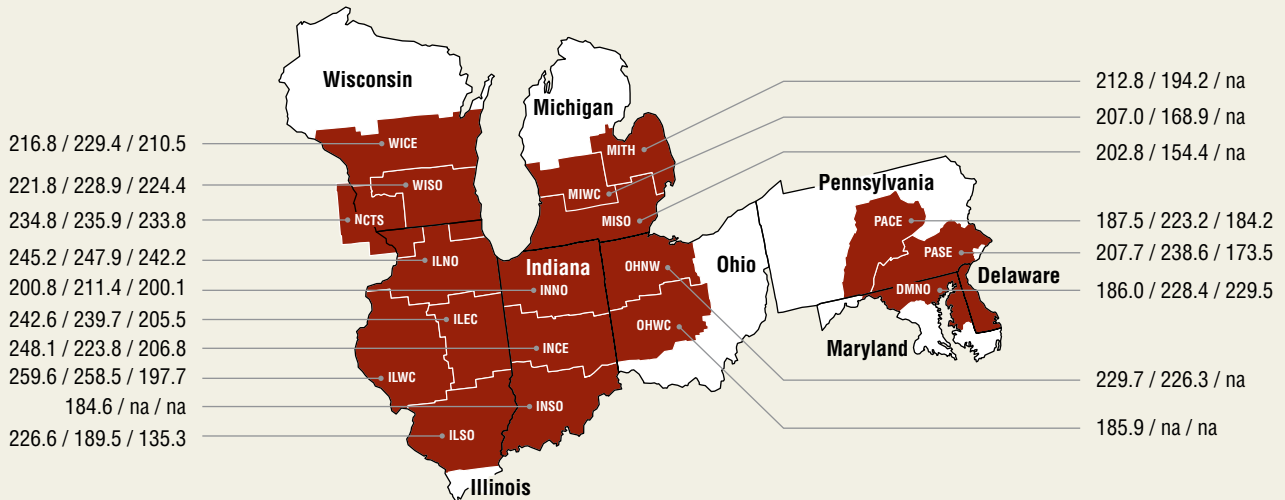 Wisconsin
Michigan
212.8 / 194.2 / na
207.0 / 168.9 / na
216.8 / 229.4 / 210.5
WICE
MITH
202.8 / 154.4 / na
221.8 / 228.9 / 224.4
WISO
MIWC
Pennsylvania
234.8 / 235.9 / 233.8
NCTS
MISO
PACE
187.5 / 223.2 / 184.2
245.2 / 247.9 / 242.2
ILNO
Indiana
OHNW
Ohio
PASE
207.7 / 238.6 / 173.5
Delaware
200.8 / 211.4 / 200.1
INNO
DMNO
186.0 / 228.4 / 229.5
242.6 / 239.7 / 205.5
ILEC
OHWC
248.1 / 223.8 / 206.8
INCE
Maryland
259.6 / 258.5 / 197.7
ILWC
229.7 / 226.3 / na
184.6 / na / na
INSO
226.6 / 189.5 / 135.3
ILSO
185.9 / na / na
Illinois